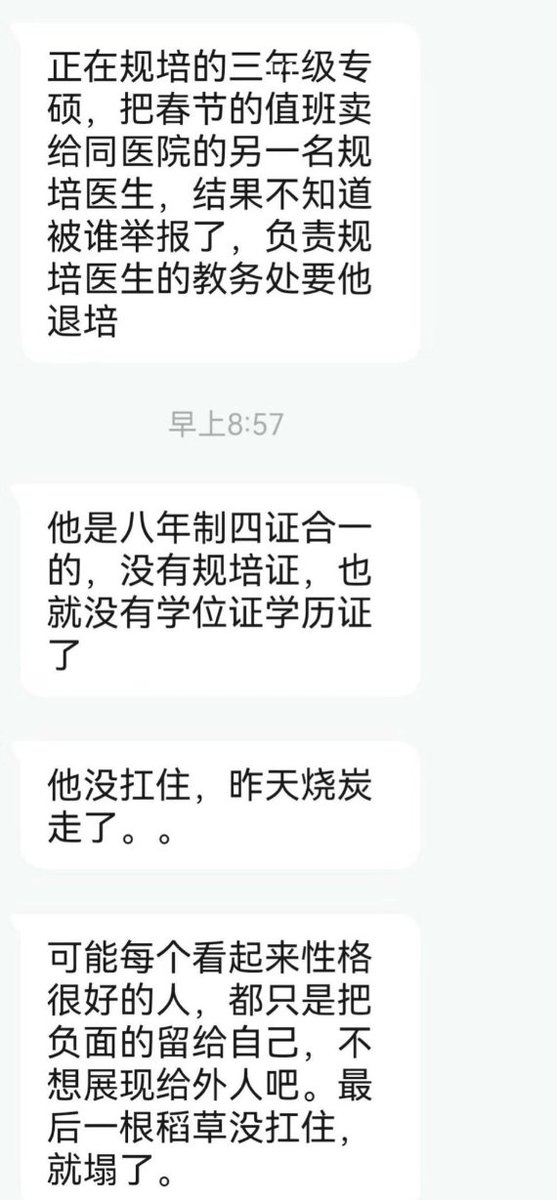 正在规培的三年级专
硕，把春节的值班卖
给同医院的另一名规
培医生，结果不知道
被谁举报了，负责规
培医生的教务处要他
退培
早上8:57
他是八年制四证合一
的，没有规培证，也
就没有学位证学历证
了
他没扛住，昨天烧炭
走了。。
可能每个看起来性格
很好的人，都只是把
负面的留给自己，不
想展现给外人吧。最
后一根稻草没扛住，
就塌了。